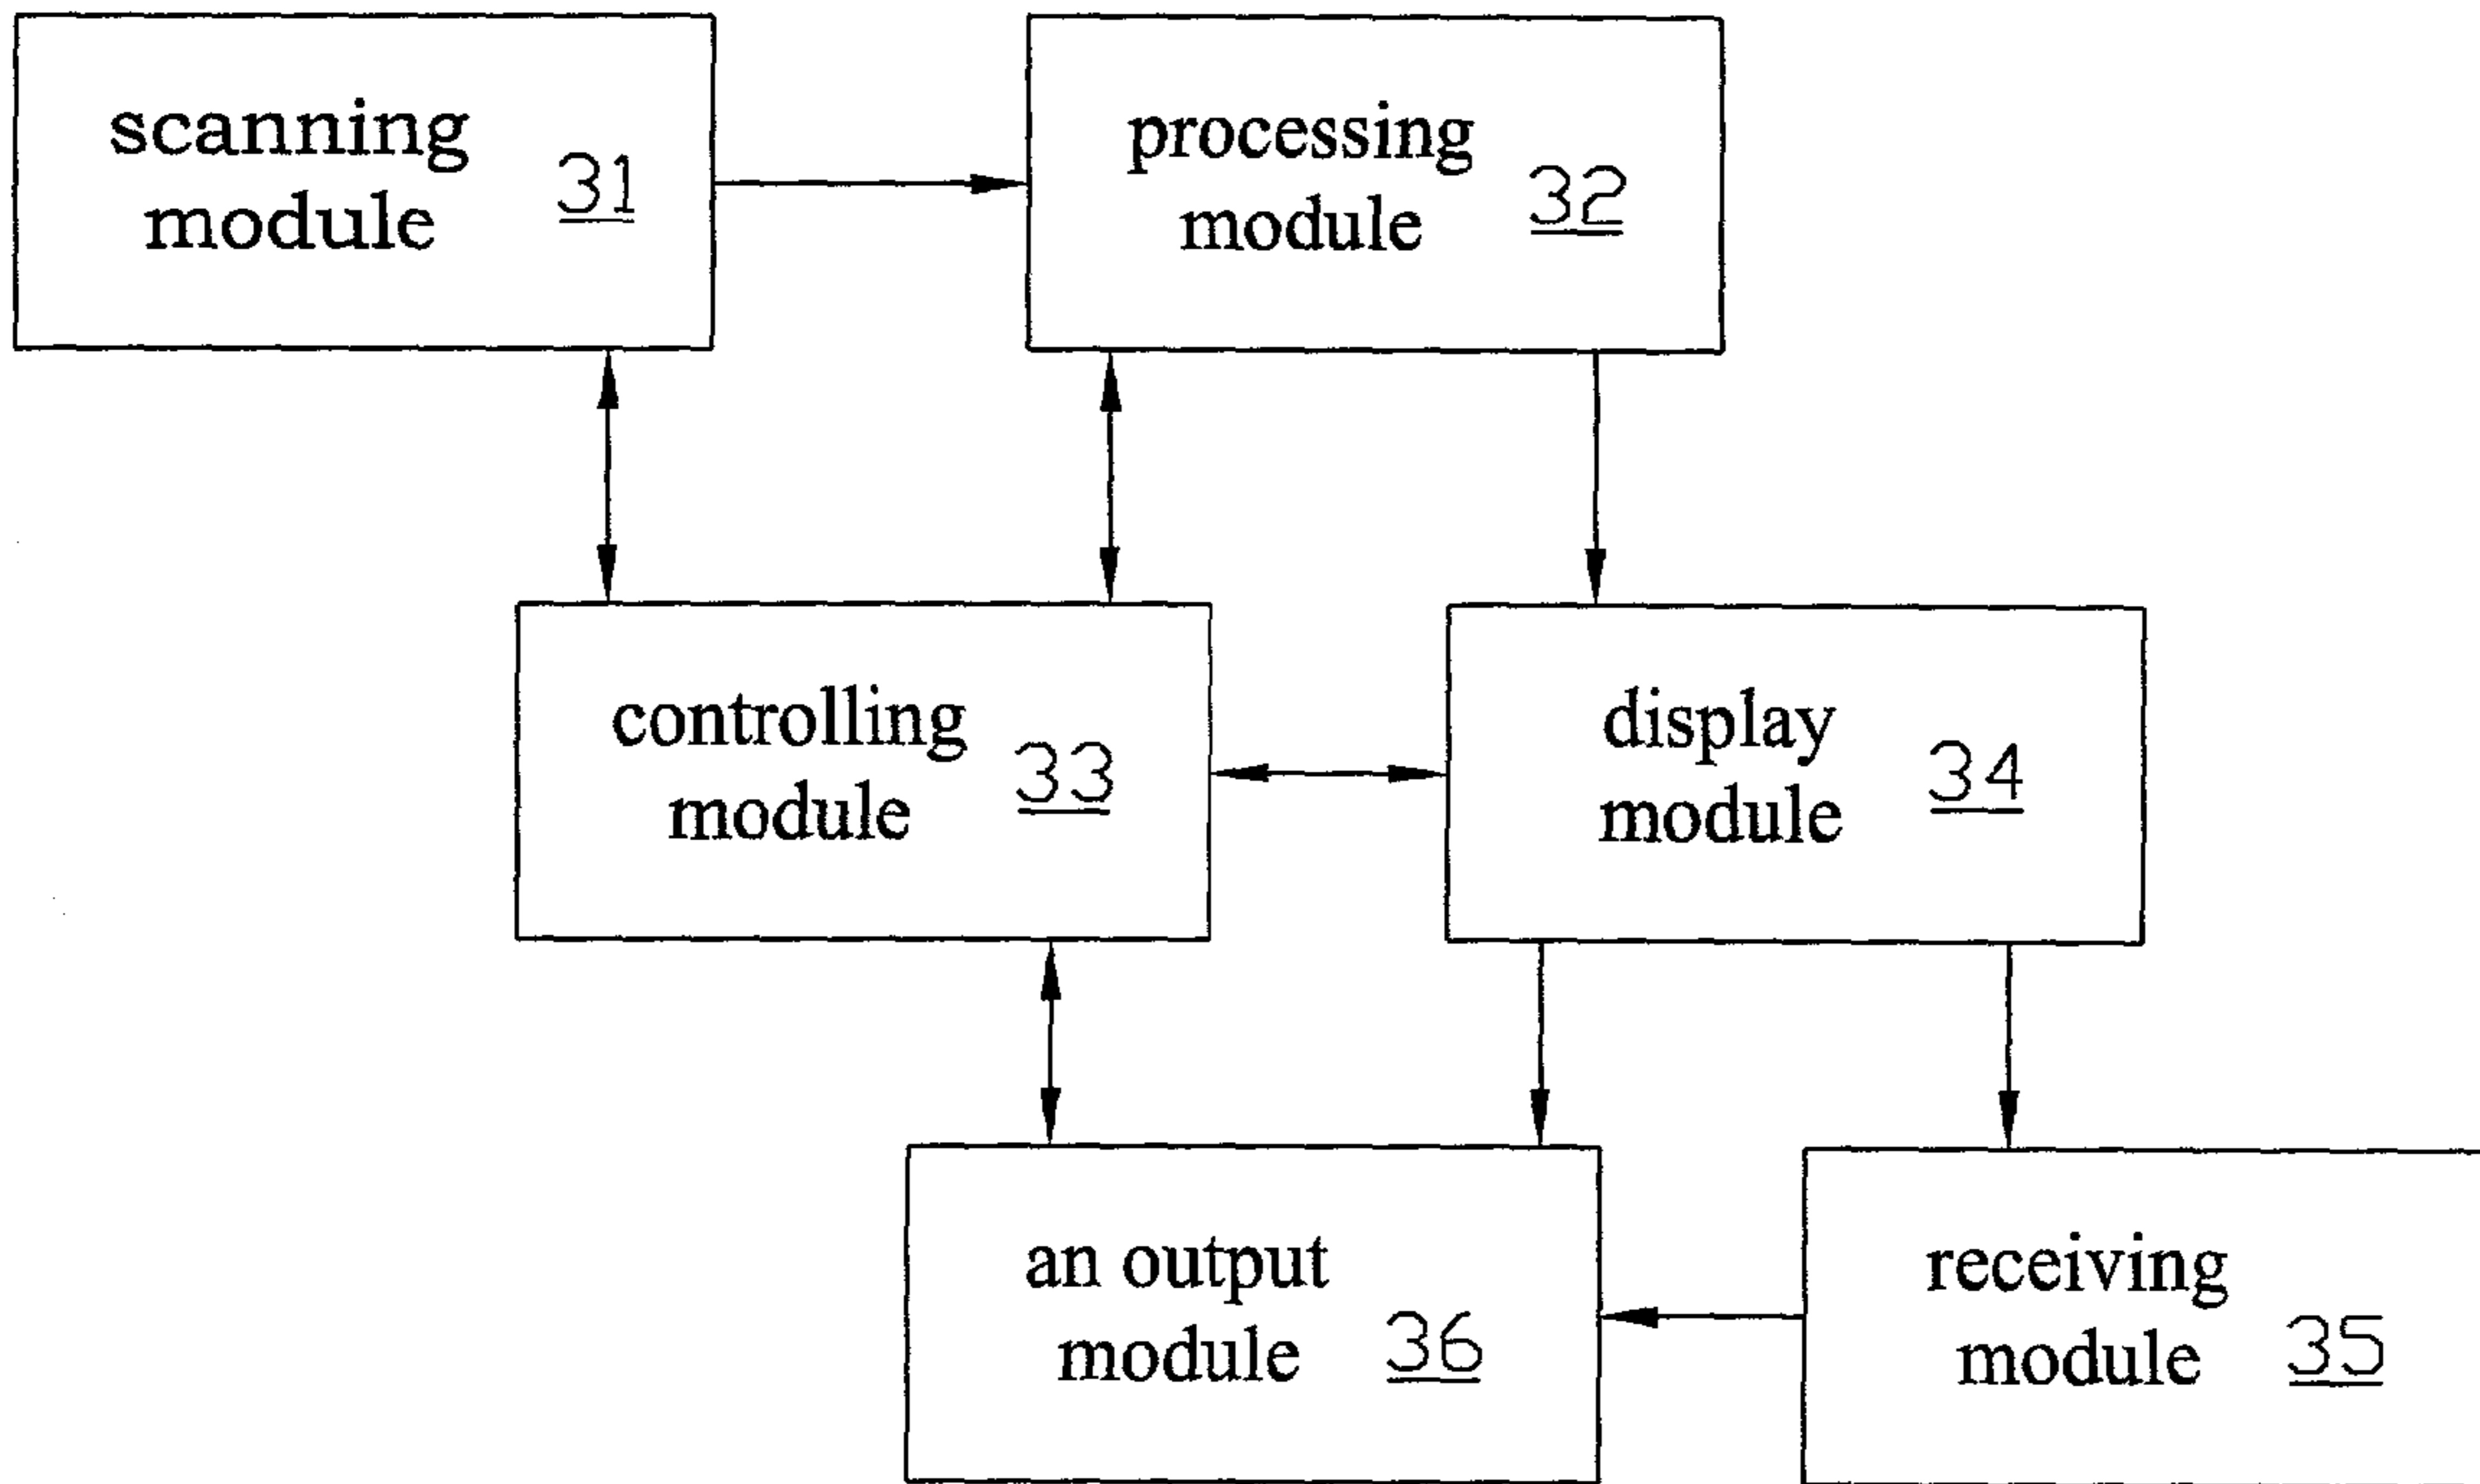 scanning
module 31
processing
module 32
controlling
module 33
display
module 34
an output
module 36
receiving
module 35